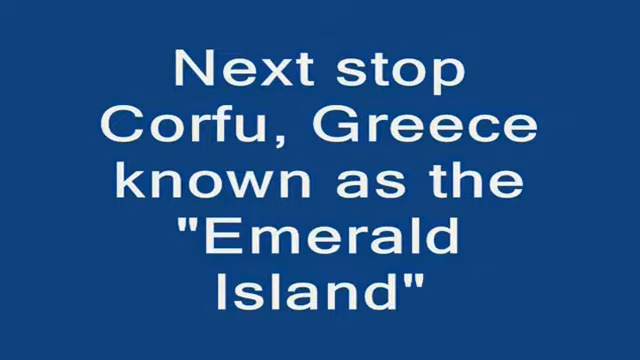 Next stop
Corfu, Greece
known as the
"Emerald
Island"